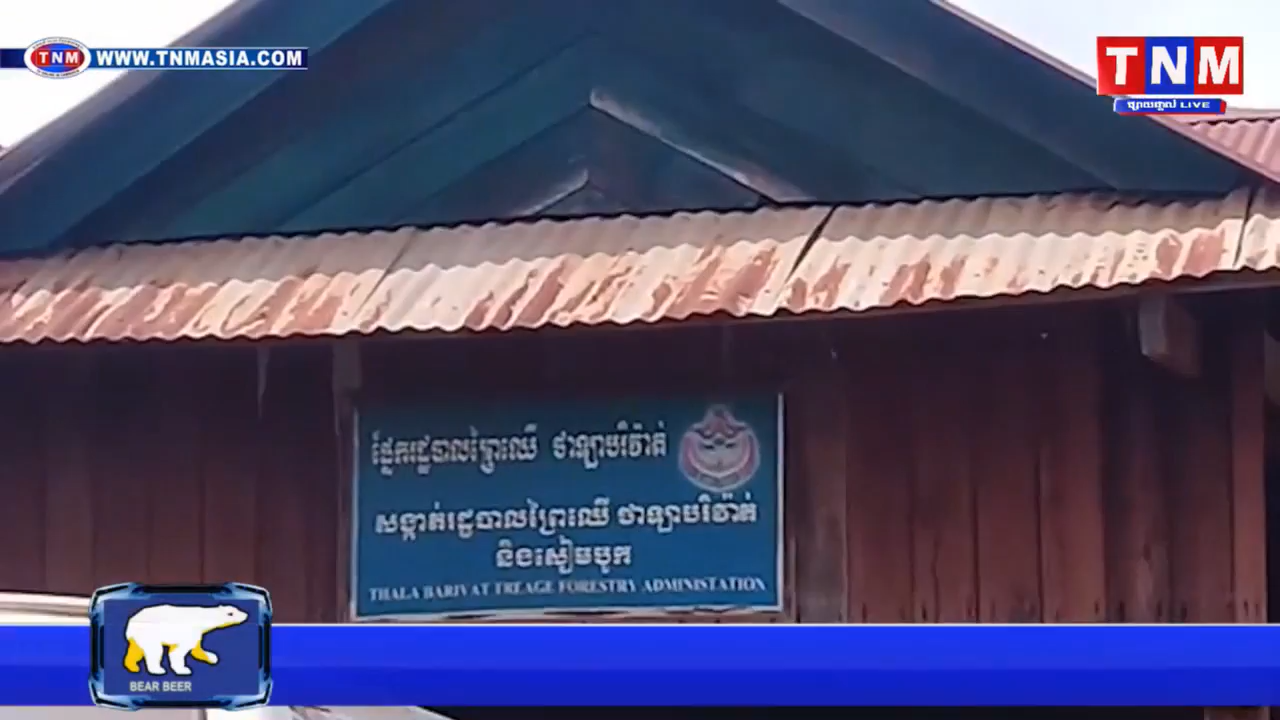 TNM WWW.TNMASIA.COM
TNM
ផ្សាយផ្ទាល់ LIVE
ផ្នែករដ្ឋបាលព្រៃឈើ ថាឡាបរិវ៉ាត់
សង្កាត់រដ្ឋបាលព្រៃឈើ ថាឡាបរិវ៉ាត់
និងសៀមបូក
THALA BARIVAT TREAGE FORESTRY ADMINISTATION
BEAR BEER